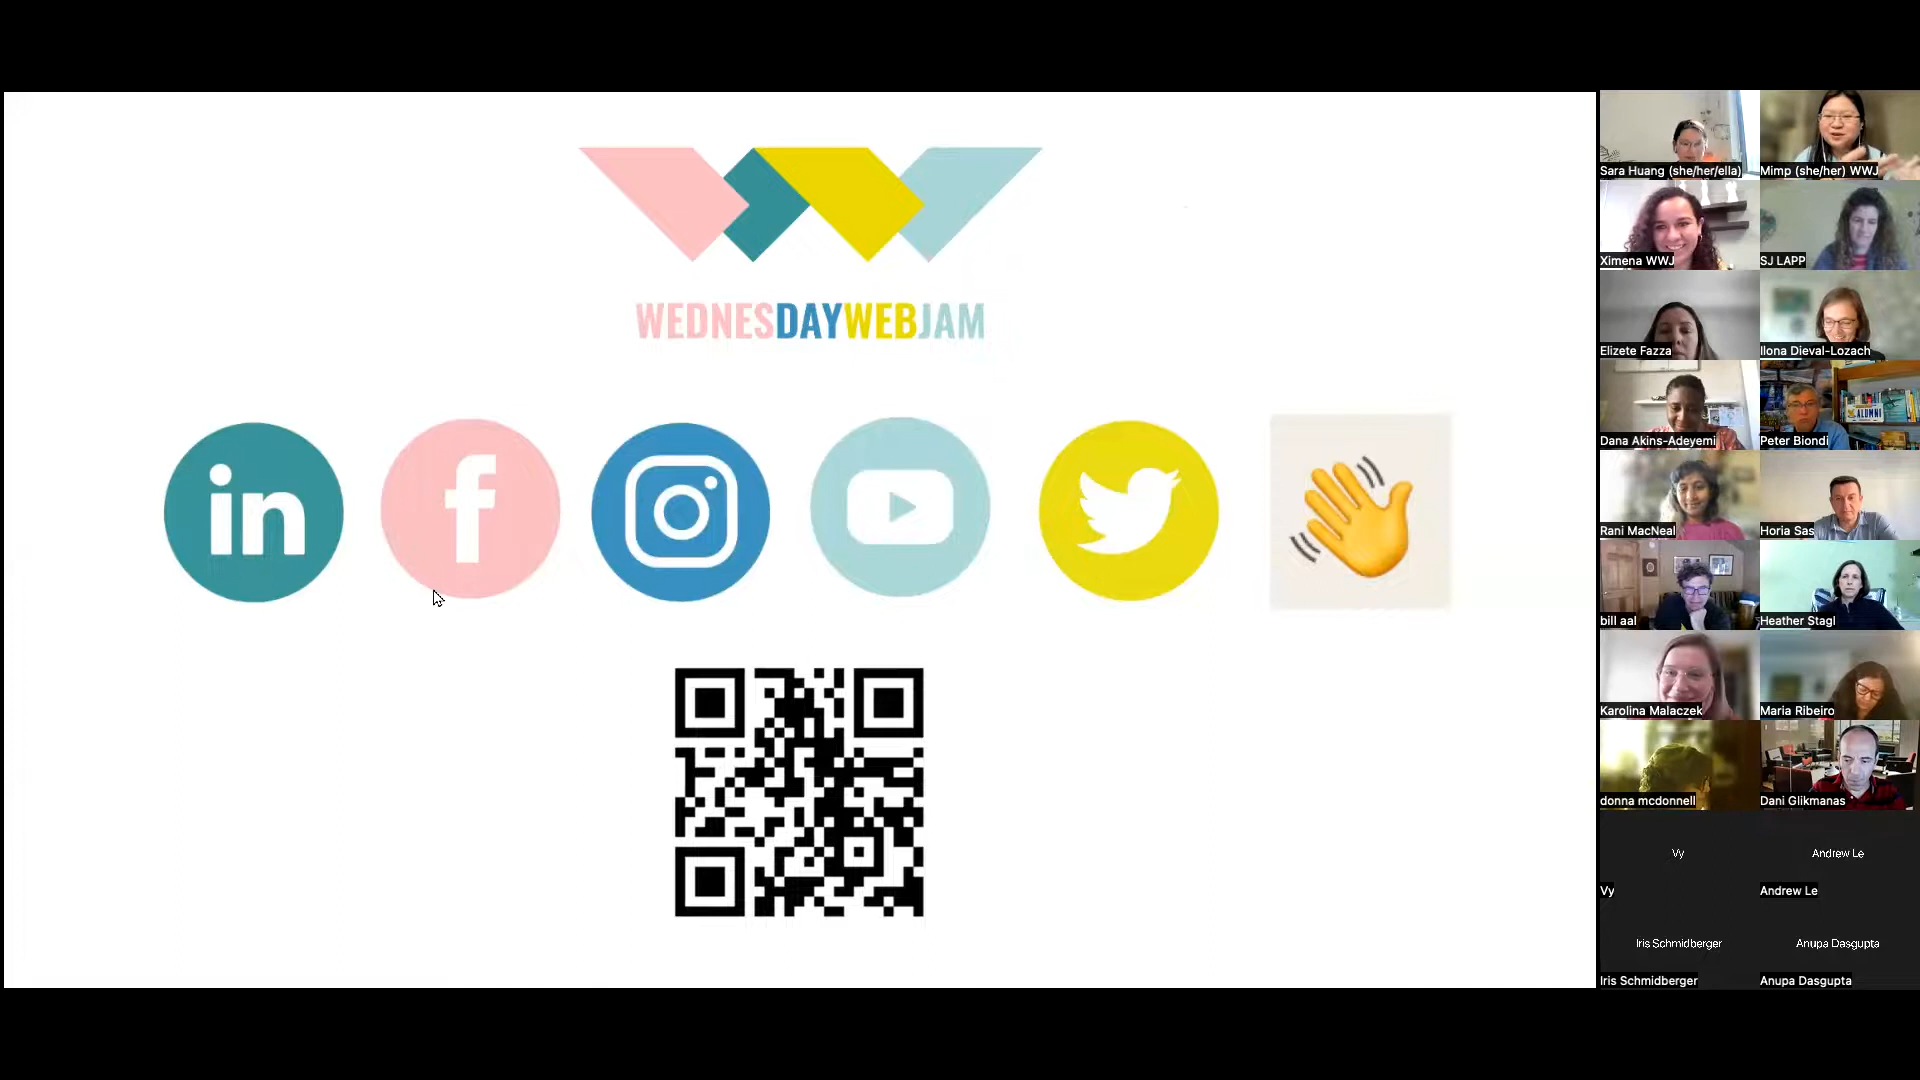 WEDNESDAYWEBJAM
in
f
Sara Huang (she/her/ella)
Mimp (she/her) WWJ
Ximena WWJ
SJ LAPP
Elizete Fazza
Ilona Dieval-Lozach
Dana Akins-Adeyemi
Peter Biondi
ALUMNI
Rani MacNeal
Horia Sas
bill aal
Heather Stagl
Karolina Malaczek
Maria Ribeiro
donna mcdonnell
Dani Glikmanas
Vy
Andrew Le
Vy
Andrew Le
Iris Schmidberger
Anupa Dasgupta
Iris Schmidberger
Anupa Dasgupta